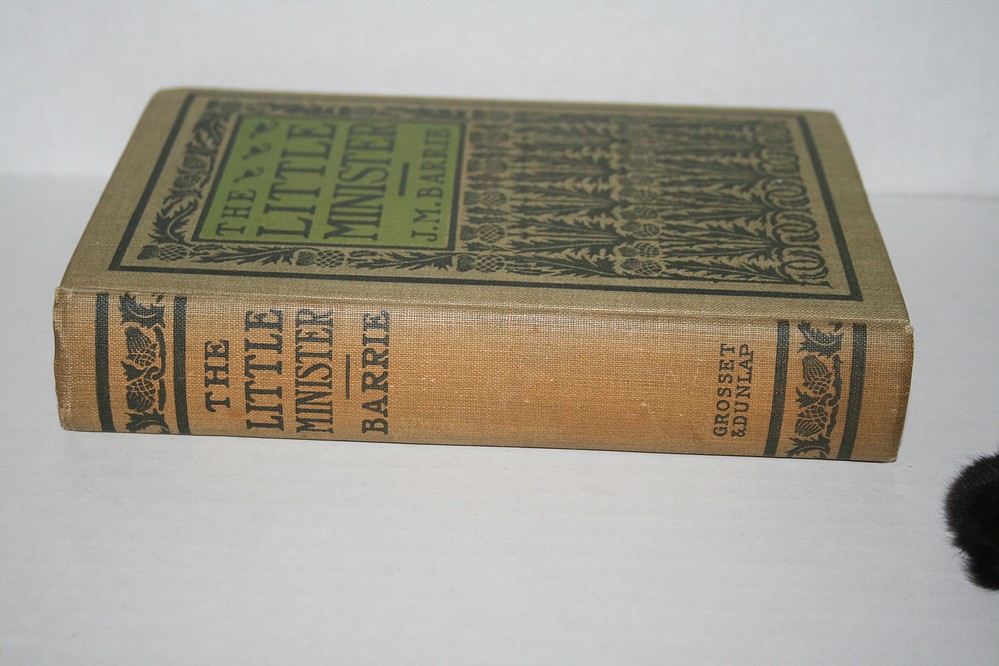 THE
LITTLE
MINISTER
J. M. BARRIE
THE
LITTLE
MINISTER
BARRIE
GROSSET
& DUNLAP